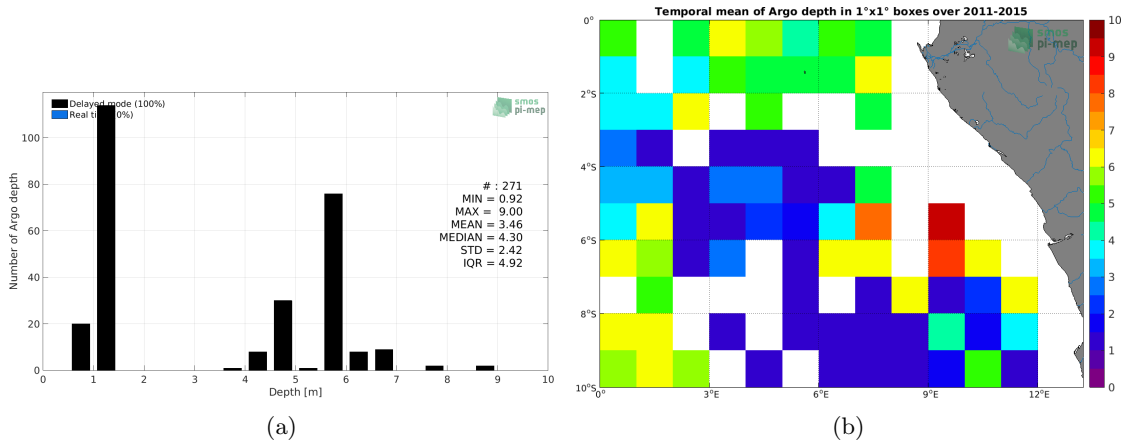 Delayed mode (100%)
Real ti 0%)
smos
pi-mep
# : 271
MIN = 0.92
MAX = 9.00
MEAN = 3.46
MEDIAN = 4.30
STD = 2.42
IQR = 4.92
Number of Argo depth
0
20
40
60
80
100
120
0 1 2 3 4 5 6 7 8 9 10
Depth [m]
(a)
Temporal mean of Argo depth in 1°x1° boxes over 2011-2015
smos
pi-mep
0°
2°S
4°S
6°S
8°S
10°S
0° 3°E 6°E 9°E 12°E
10
9
8
7
6
5
4
3
2
1
0
(b)